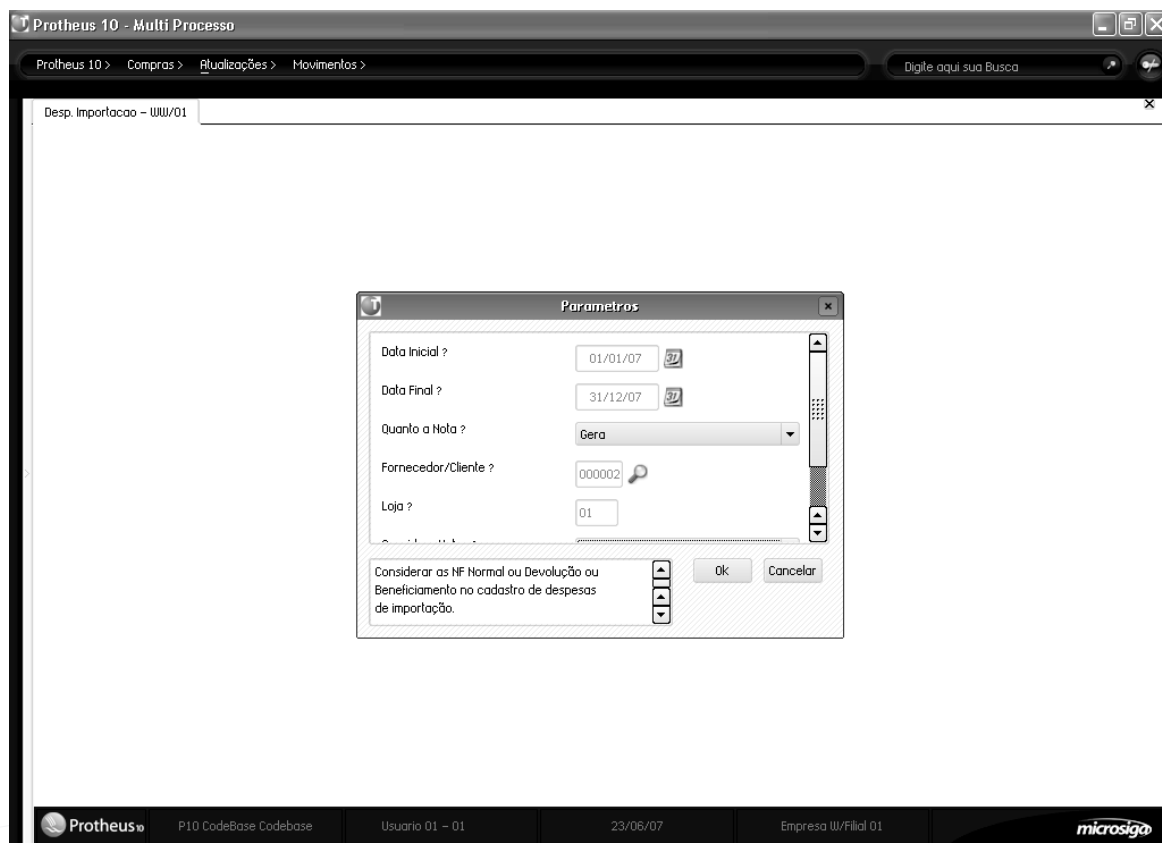 Protheus 10 - Multi Processo
Protheus 10 > Compras > Atualizações > Movimentos >
Digite aqui sua Busca
Desp. Importacao – WW/01
Parametros
Data Inicial ?
01/01/07
31
Data Final ?
31/12/07
31
Quanto a Nota ?
Gera
Fornecedor/Cliente ?
000002
Loja ?
01
Considerar as NF Normal ou Devolução ou
Beneficiamento no cadastro de despesas
de importação.
Ok
Cancelar
Protheus10
P10 CodeBase Codebase
Usuario 01 – 01
23/06/07
Empresa W/Filial 01
microsiga